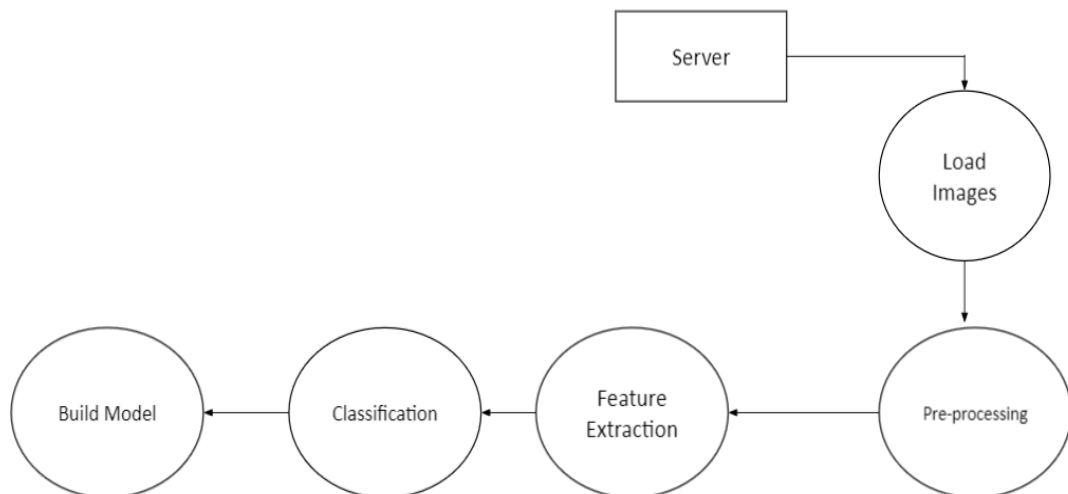 Server
Load
Images
Pre-processing
Feature
Extraction
Classification
Build Model